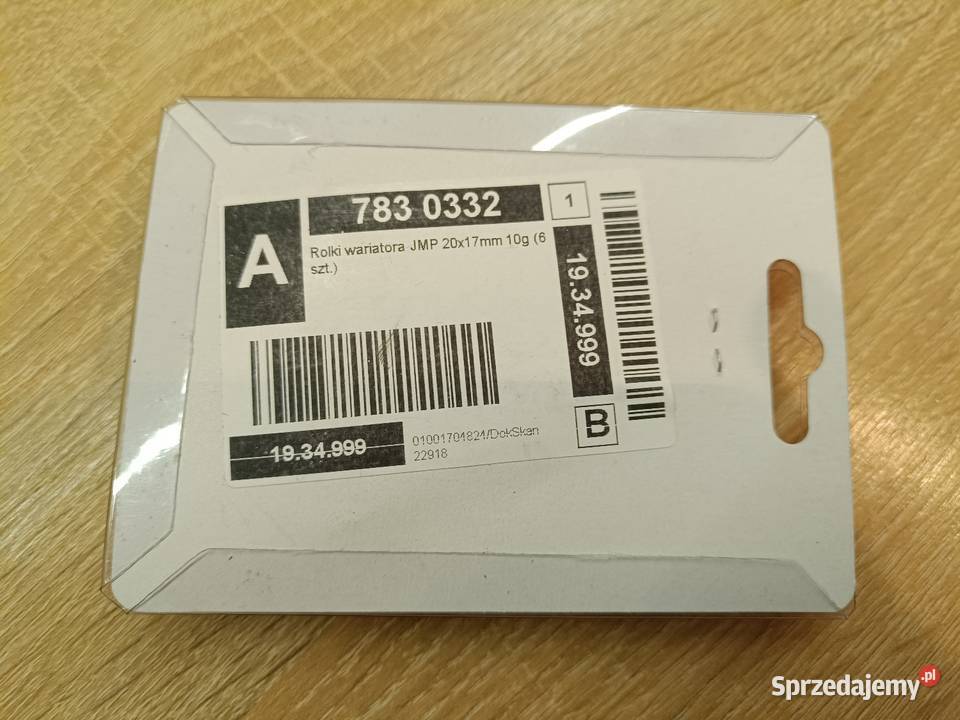 A
783 0332
1
Rolki wariatora JMP 20x17mm 10g (6
szt.)
19.34.999
B
19.34.999
01001704824/DokSkan
22918
Sprzedajemy.pl